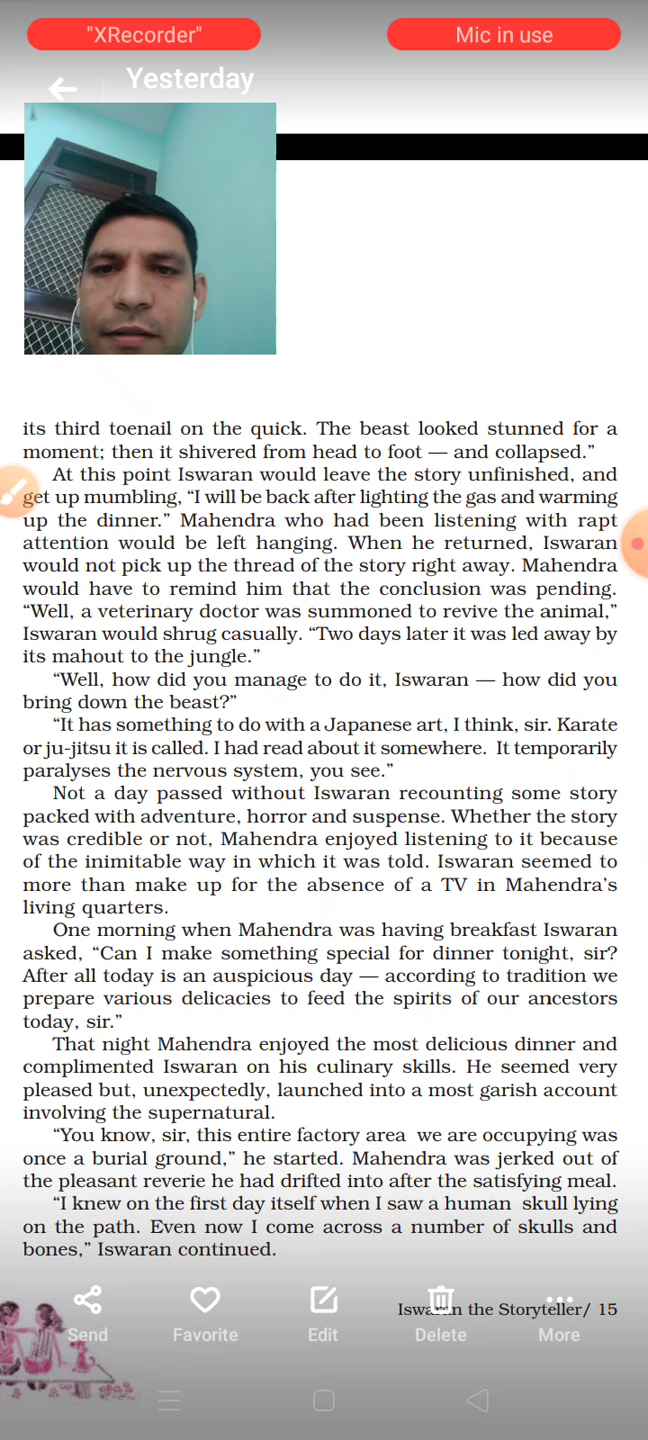 "XRecorder"
Mic in use
Yesterday
its third toenail on the quick. The beast looked stunned for a
moment; then it shivered from head to foot — and collapsed.”
At this point Iswaran would leave the story unfinished, and
get up mumbling, “I will be back after lighting the gas and warming
up the dinner.” Mahendra who had been listening with rapt
attention would be left hanging. When he returned, Iswaran
would not pick up the thread of the story right away. Mahendra
would have to remind him that the conclusion was pending.
“Well, a veterinary doctor was summoned to revive the animal,”
Iswaran would shrug casually. “Two days later it was led away by
its mahout to the jungle.”
“Well, how did you manage to do it, Iswaran — how did you
bring down the beast?”
“It has something to do with a Japanese art, I think, sir. Karate
or ju-jitsu it is called. I had read about it somewhere. It temporarily
paralyses the nervous system, you see.”
Not a day passed without Iswaran recounting some story
packed with adventure, horror and suspense. Whether the story
was credible or not, Mahendra enjoyed listening to it because
of the inimitable way in which it was told. Iswaran seemed to
more than make up for the absence of a TV in Mahendra’s
living quarters.
One morning when Mahendra was having breakfast Iswaran
asked, “Can I make something special for dinner tonight, sir?
After all today is an auspicious day — according to tradition we
prepare various delicacies to feed the spirits of our ancestors
today, sir.”
That night Mahendra enjoyed the most delicious dinner and
complimented Iswaran on his culinary skills. He seemed very
pleased but, unexpectedly, launched into a most garish account
involving the supernatural.
“You know, sir, this entire factory area we are occupying was
once a burial ground,” he started. Mahendra was jerked out of
the pleasant reverie he had drifted into after the satisfying meal.
“I knew on the first day itself when I saw a human skull lying
on the path. Even now I come across a number of skulls and
bones,” Iswaran continued.
Iswaran the Storyteller/ 15
Send
Favorite
Edit
Delete
More